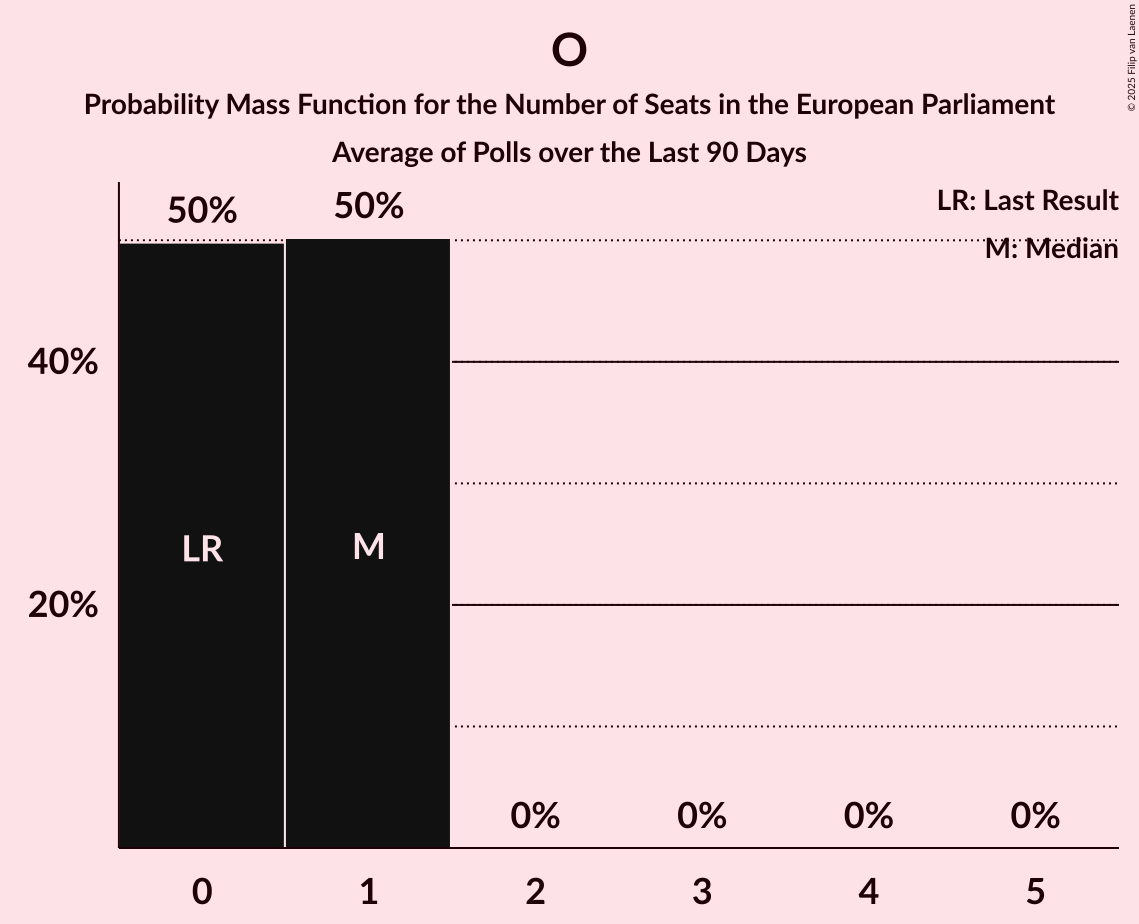 O
Probability Mass Function for the Number of Seats in the European Parliament
Average of Polls over the Last 90 Days
© 2025 Filip van Laenen
LR: Last Result
M: Median
50% 50%
40%
20%
LR M
0% 0% 0% 0%
0 1 2 3 4 5